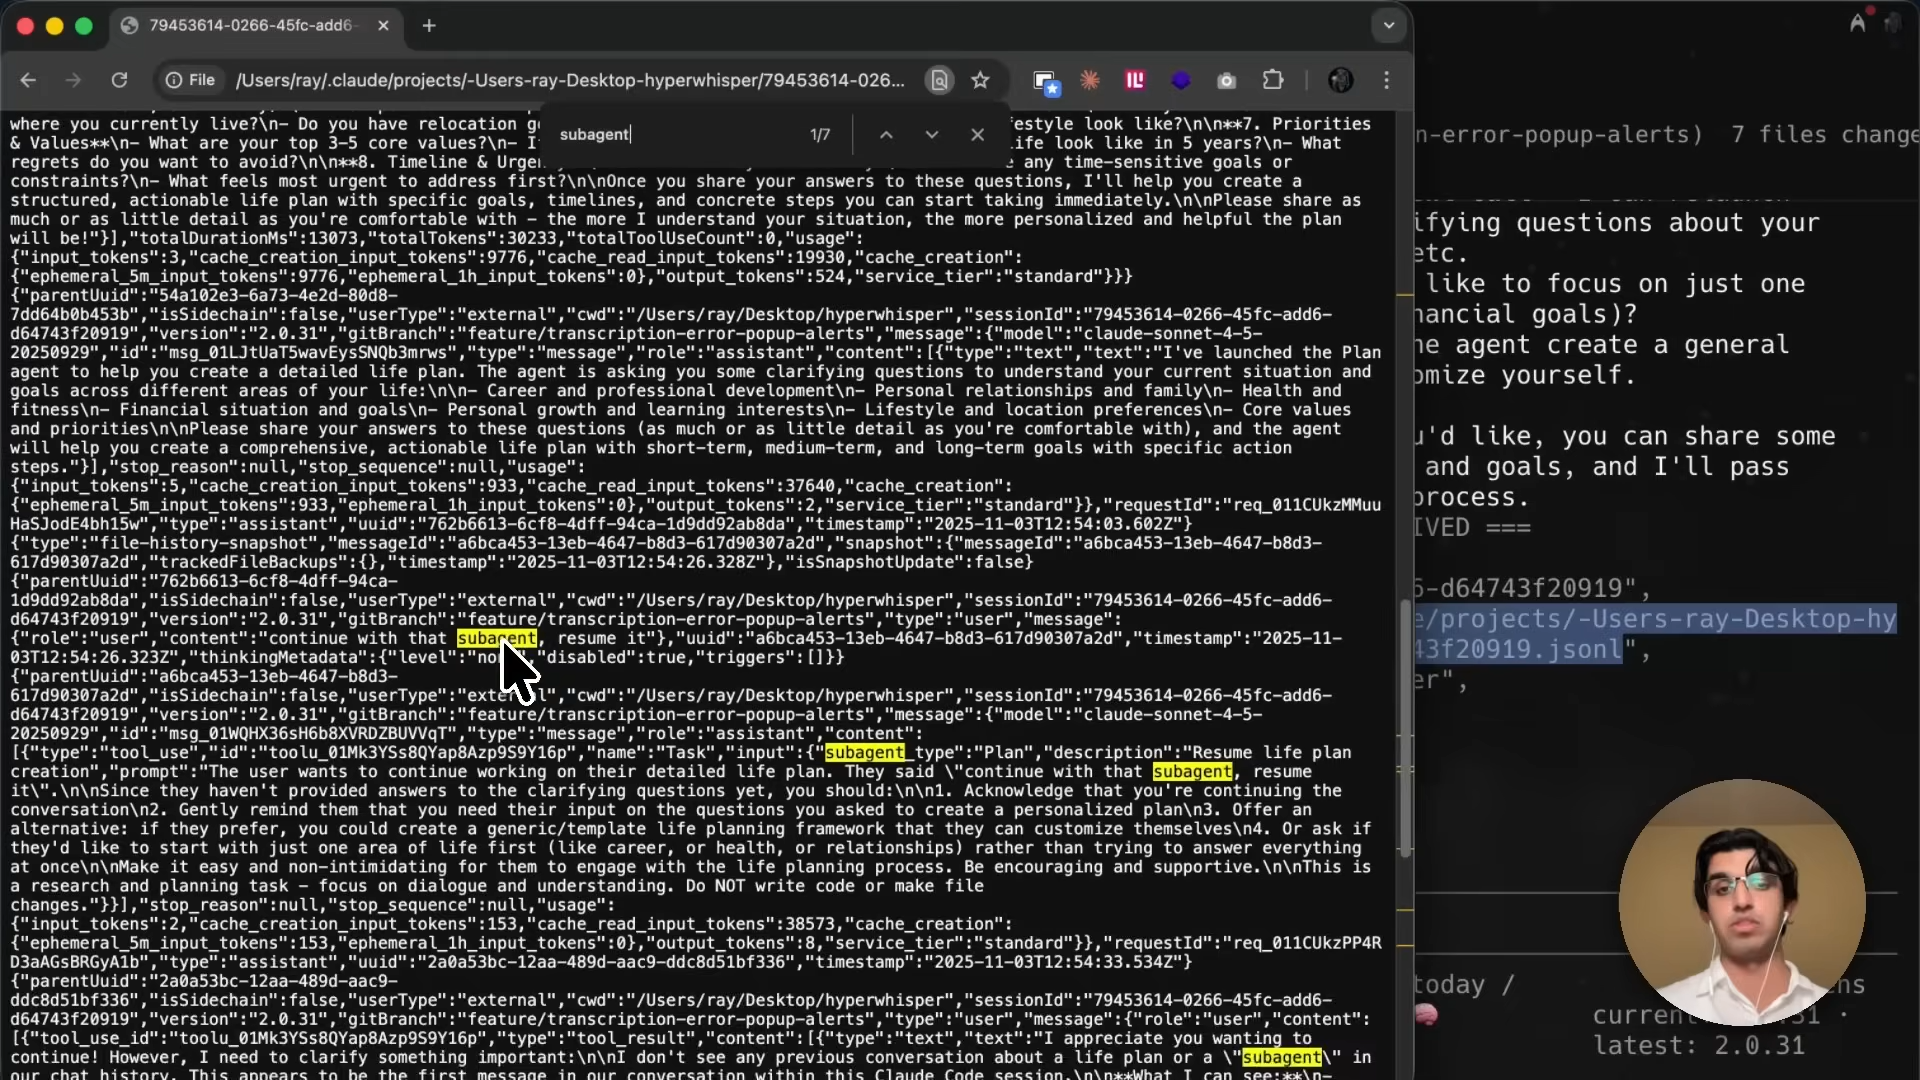 79453614-0266-45fc-add6-
File
/Users/ray/.claude/projects/-Users-ray-Desktop-hyperwhisper/79453614-026...
subagent
1/7
where you currently live?\n- Do you have relocation g
festyle look like?\n\n**7. Priorities
& Values**\n- What are your top 3-5 core values?\n- I
ife look like in 5 years?\n- What
regrets do you want to avoid?\n\n**8. Timeline & Urge
e any time-sensitive goals or
constraints?\n- What feels most urgent to address first?\n\nOnce you share your answers to these questions, I'll help you create a
structured, actionable life plan with specific goals, timelines, and concrete steps you can start taking immediately.\n\nPlease share as
much or as little detail as you're comfortable with - the more I understand your situation, the more personalized and helpful the plan
will be!"}],"totalDurationMs":13073,"totalTokens":30233,"totalToolUseCount":0,"usage":
{"input_tokens":3,"cache_creation_input_tokens":9776,"cache_read_input_tokens":19930,"cache_creation":
{"ephemeral_5m_input_tokens":9776,"ephemeral_1h_input_tokens":0},"output_tokens":524,"service_tier":"standard"}}}
{"parentUuid":"54a102e3-6a73-4e2d-80d8-
7dd64b0b453b","isSidechain":false,"userType":"external","cwd":"/Users/ray/Desktop/hyperwhisper","sessionId":"79453614-0266-45fc-add6-
d64743f20919","version":"2.0.31","gitBranch":"feature/transcription-error-popup-alerts","message":{"model":"claude-sonnet-4-5-
20250929","id":"msg_01LJtUaT5wavEysSNQb3mrws","type":"message","role":"assistant","content":[{"type":"text","text":"I've launched the Plan
agent to help you create a detailed life plan. The agent is asking you some clarifying questions to understand your current situation and
goals across different areas of your life:\n\n- Career and professional development\n- Personal relationships and family\n- Health and
fitness\n- Financial situation and goals\n- Personal growth and learning interests\n- Lifestyle and location preferences\n- Core values
and priorities\n\nPlease share your answers to these questions (as much or as little detail as you're comfortable with), and the agent
will help you create a comprehensive, actionable life plan with short-term, medium-term, and long-term goals with specific action
steps."}],"stop_reason":null,"stop_sequence":null,"usage":
{"input_tokens":5,"cache_creation_input_tokens":933,"cache_read_input_tokens":37640,"cache_creation":
{"ephemeral_5m_input_tokens":933,"ephemeral_1h_input_tokens":0},"output_tokens":2,"service_tier":"standard"}},"requestId":"req_011CUkzMMuu
HaSJodE4bh15w","type":"assistant","uuid":"762b6613-6cf8-4dff-94ca-1d9dd92ab8da","timestamp":"2025-11-03T12:54:03.602Z"}
{"type":"file-history-snapshot","messageId":"a6bca453-13eb-4647-b8d3-617d90307a2d","snapshot":{"messageId":"a6bca453-13eb-4647-b8d3-
617d90307a2d","trackedFileBackups":{},"timestamp":"2025-11-03T12:54:26.328Z"},"isSnapshotUpdate":false}
{"parentUuid":"762b6613-6cf8-4dff-94ca-
1d9dd92ab8da","isSidechain":false,"userType":"external","cwd":"/Users/ray/Desktop/hyperwhisper","sessionId":"79453614-0266-45fc-add6-
d64743f20919","version":"2.0.31","gitBranch":"feature/transcription-error-popup-alerts","type":"user","message":
{"role":"user","content":"continue with that subagent, resume it"},"uuid":"a6bca453-13eb-4647-b8d3-617d90307a2d","timestamp":"2025-11-
03T12:54:26.323Z","thinkingMetadata":{"level":"non ","disabled":true,"triggers":[]}}
{"parentUuid":"a6bca453-13eb-4647-b8d3-
617d90307a2d","isSidechain":false,"userType":"external","cwd":"/Users/ray/Desktop/hyperwhisper","sessionId":"79453614-0266-45fc-add6-
d64743f20919","version":"2.0.31","gitBranch":"feature/transcription-error-popup-alerts","message":{"model":"claude-sonnet-4-5-
20250929","id":"msg_01WQHX36sH6b8XVRDZBUVVqT","type":"message","role":"assistant","content":
[{"type":"tool_use","id":"toolu_01Mk3YSs8QYap8Azp9S9Y16p","name":"Task","input":{"subagent_type":"Plan","description":"Resume life plan
creation","prompt":"The user wants to continue working on their detailed life plan. They said \"continue with that subagent, resume
it\".\n\nSince they haven't provided answers to the clarifying questions yet, you should:\n\n1. Acknowledge that you're continuing the
conversation\n2. Gently remind them that you need their input on the questions you asked to create a personalized plan\n3. Offer an
alternative: if they prefer, you could create a generic/template life planning framework that they can customize themselves\n4. Or ask if
they'd like to start with just one area of life first (like career, or health, or relationships) rather than trying to answer everything
at once\n\nMake it easy and non-intimidating for them to engage with the life planning process. Be encouraging and supportive.\n\nThis is
a research and planning task - focus on dialogue and understanding. Do NOT write code or make file
changes."}}],"stop_reason":null,"stop_sequence":null,"usage":
{"input_tokens":2,"cache_creation_input_tokens":153,"cache_read_input_tokens":38573,"cache_creation":
{"ephemeral_5m_input_tokens":153,"ephemeral_1h_input_tokens":0},"output_tokens":8,"service_tier":"standard"}},"requestId":"req_011CUkzPP4R
D3aAGsBRGyA1b","type":"assistant","uuid":"2a0a53bc-12aa-489d-aac9-ddc8d51bf336","timestamp":"2025-11-03T12:54:33.534Z"}
{"parentUuid":"2a0a53bc-12aa-489d-aac9-
ddc8d51bf336","isSidechain":false,"userType":"external","cwd":"/Users/ray/Desktop/hyperwhisper","sessionId":"79453614-0266-45fc-add6-
d64743f20919","version":"2.0.31","gitBranch":"feature/transcription-error-popup-alerts","type":"user","message":{"role":"user","content":
[{"tool_use_id":"toolu_01Mk3YSs8QYap8Azp9S9Y16p","type":"tool_result","content":[{"type":"text","text":"I appreciate you wanting to
continue! However, I need to clarify something important:\n\nI don't see any previous conversation about a life plan or a \"subagent\" in
our chat history. This appears to be the first message in our conversation within this Claude Code session.\n\n**What I can see:**\n-
n-error-popup-alerts) 7 files change
ifying questions about your
etc.
like to focus on just one
nancial goals)?
ne agent create a general
omize yourself.
u'd like, you can share some
and goals, and I'll pass
process.
IVED ===
6-d64743f20919",
e/projects/-Users-ray-Desktop-hy
43f20919.jsonl",
er",
today /
ens
current
31 ·
latest: 2.0.31